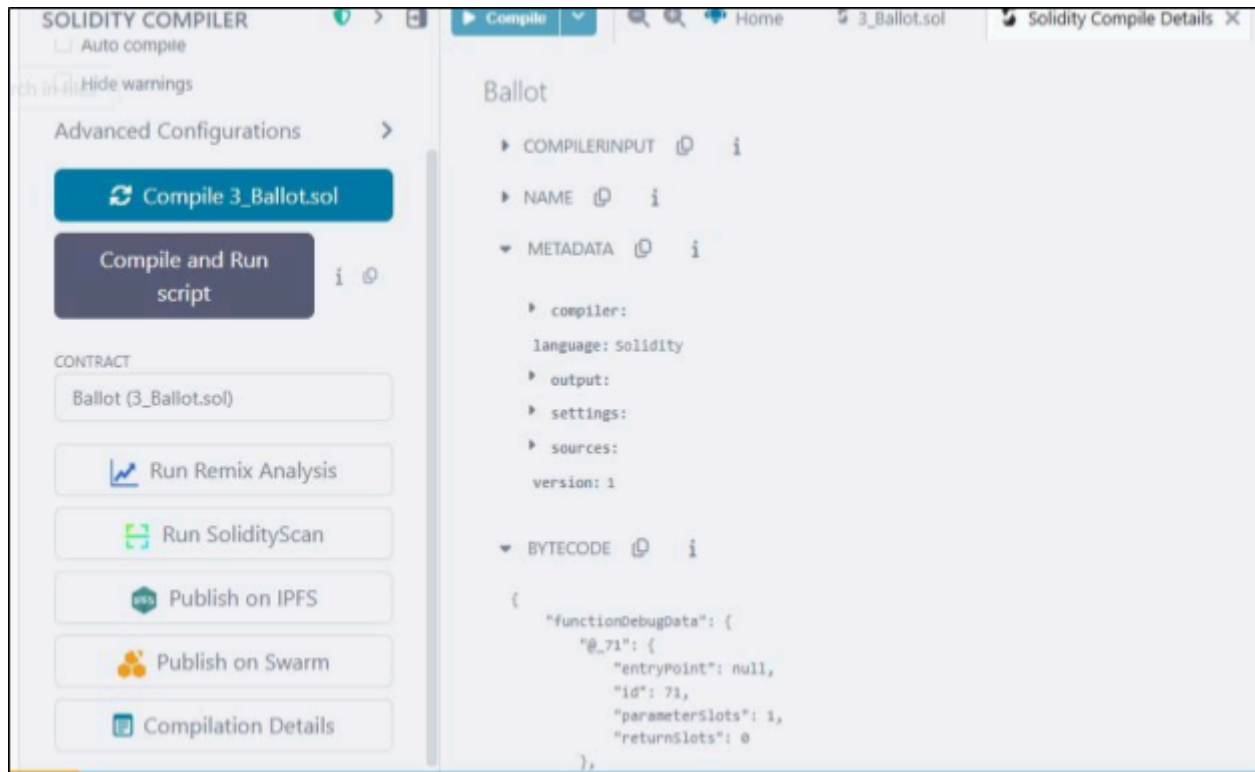 SOLIDITY COMPILER
Auto compile
Hide warnings
Advanced Configurations
Compile 3_Ballot.sol
Compile and Run
script
i
CONTRACT
Ballot (3_Ballot.sol)
Run Remix Analysis
Run SolidityScan
IPFS
Publish on IPFS
Publish on Swarm
Compilation Details
Compile
Home
3_Ballot.sol
Solidity Compile Details
Ballot
COMPILERINPUT i
NAME i
METADATA i
compiler:
language: Solidity
output:
settings:
sources:
version: 1
BYTECODE i
{
"functionDebugData": {
"@_71": {
"entryPoint": null,
"id": 71,
"parameterSlots": 1,
"returnSlots": 0
},